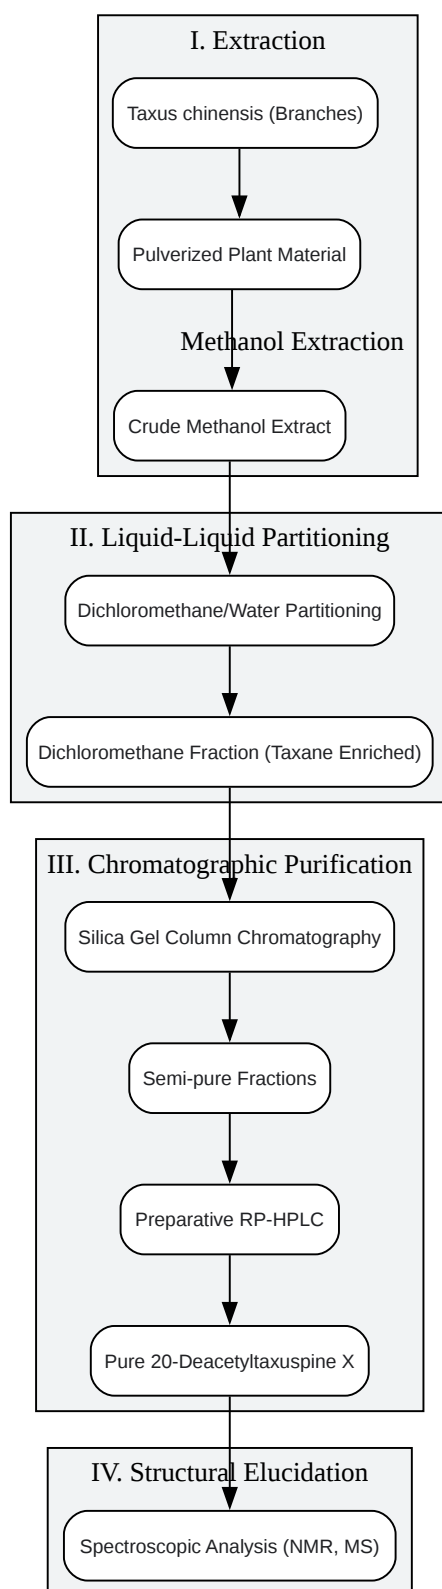 I. Extraction
Taxus chinensis (Branches)
Pulverized Plant Material
Methanol Extraction
Crude Methanol Extract
II. Liquid-Liquid Partitioning
Dichloromethane/Water Partitioning
Dichloromethane Fraction (Taxane Enriched)
III. Chromatographic Purification
Silica Gel Column Chromatography
Semi-pure Fractions
Preparative RP-HPLC
Pure 20-Deacetyltaxuspine X
IV. Structural Elucidation
Spectroscopic Analysis (NMR, MS)